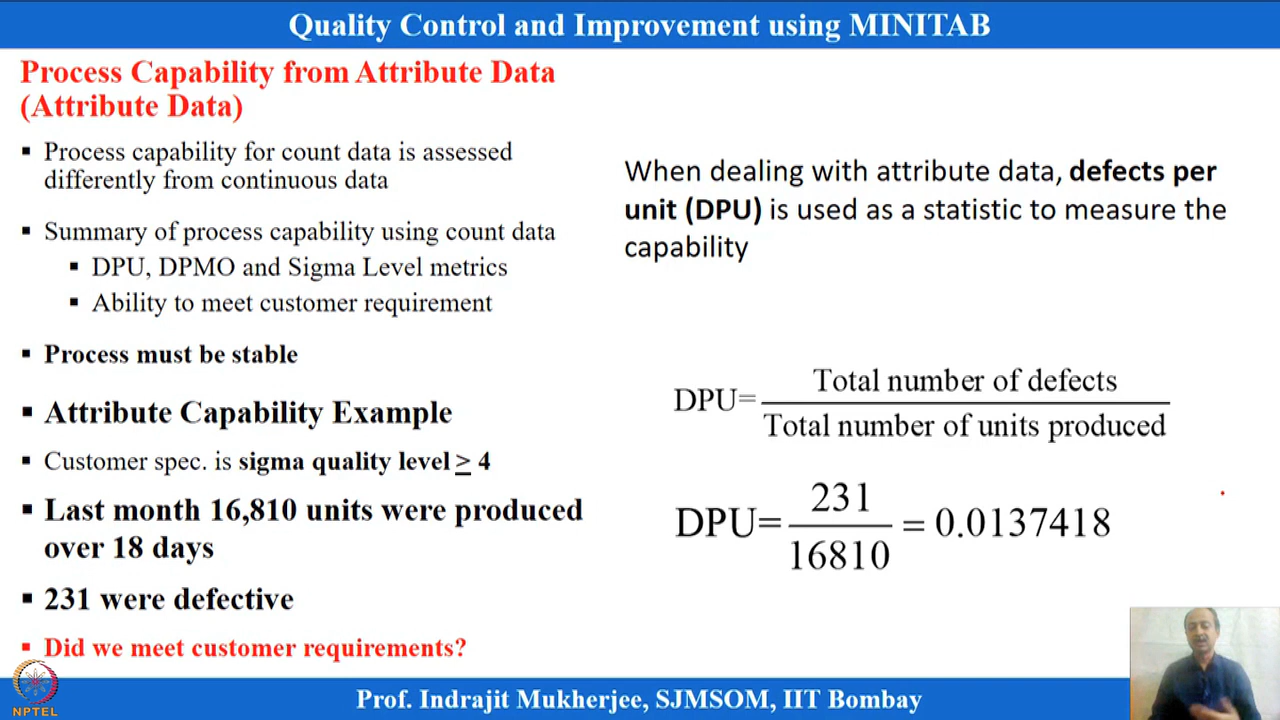 Quality Control and Improvement using MINITAB
Process Capability from Attribute Data
(Attribute Data)
▪ Process capability for count data is assessed
differently from continuous data
▪ Summary of process capability using count data
▪ DPU, DPMO and Sigma Level metrics
▪ Ability to meet customer requirement
▪ Process must be stable
▪ Attribute Capability Example
▪ Customer spec. is sigma quality level ≥ 4
▪ Last month 16,810 units were produced
over 18 days
▪ 231 were defective
▪ Did we meet customer requirements?
When dealing with attribute data, defects per
unit (DPU) is used as a statistic to measure the
capability
DPU= Total number of defects / Total number of units produced
DPU= 231 / 16810 = 0.0137418
NPTEL
Prof. Indrajit Mukherjee, SJMSOM, IIT Bombay